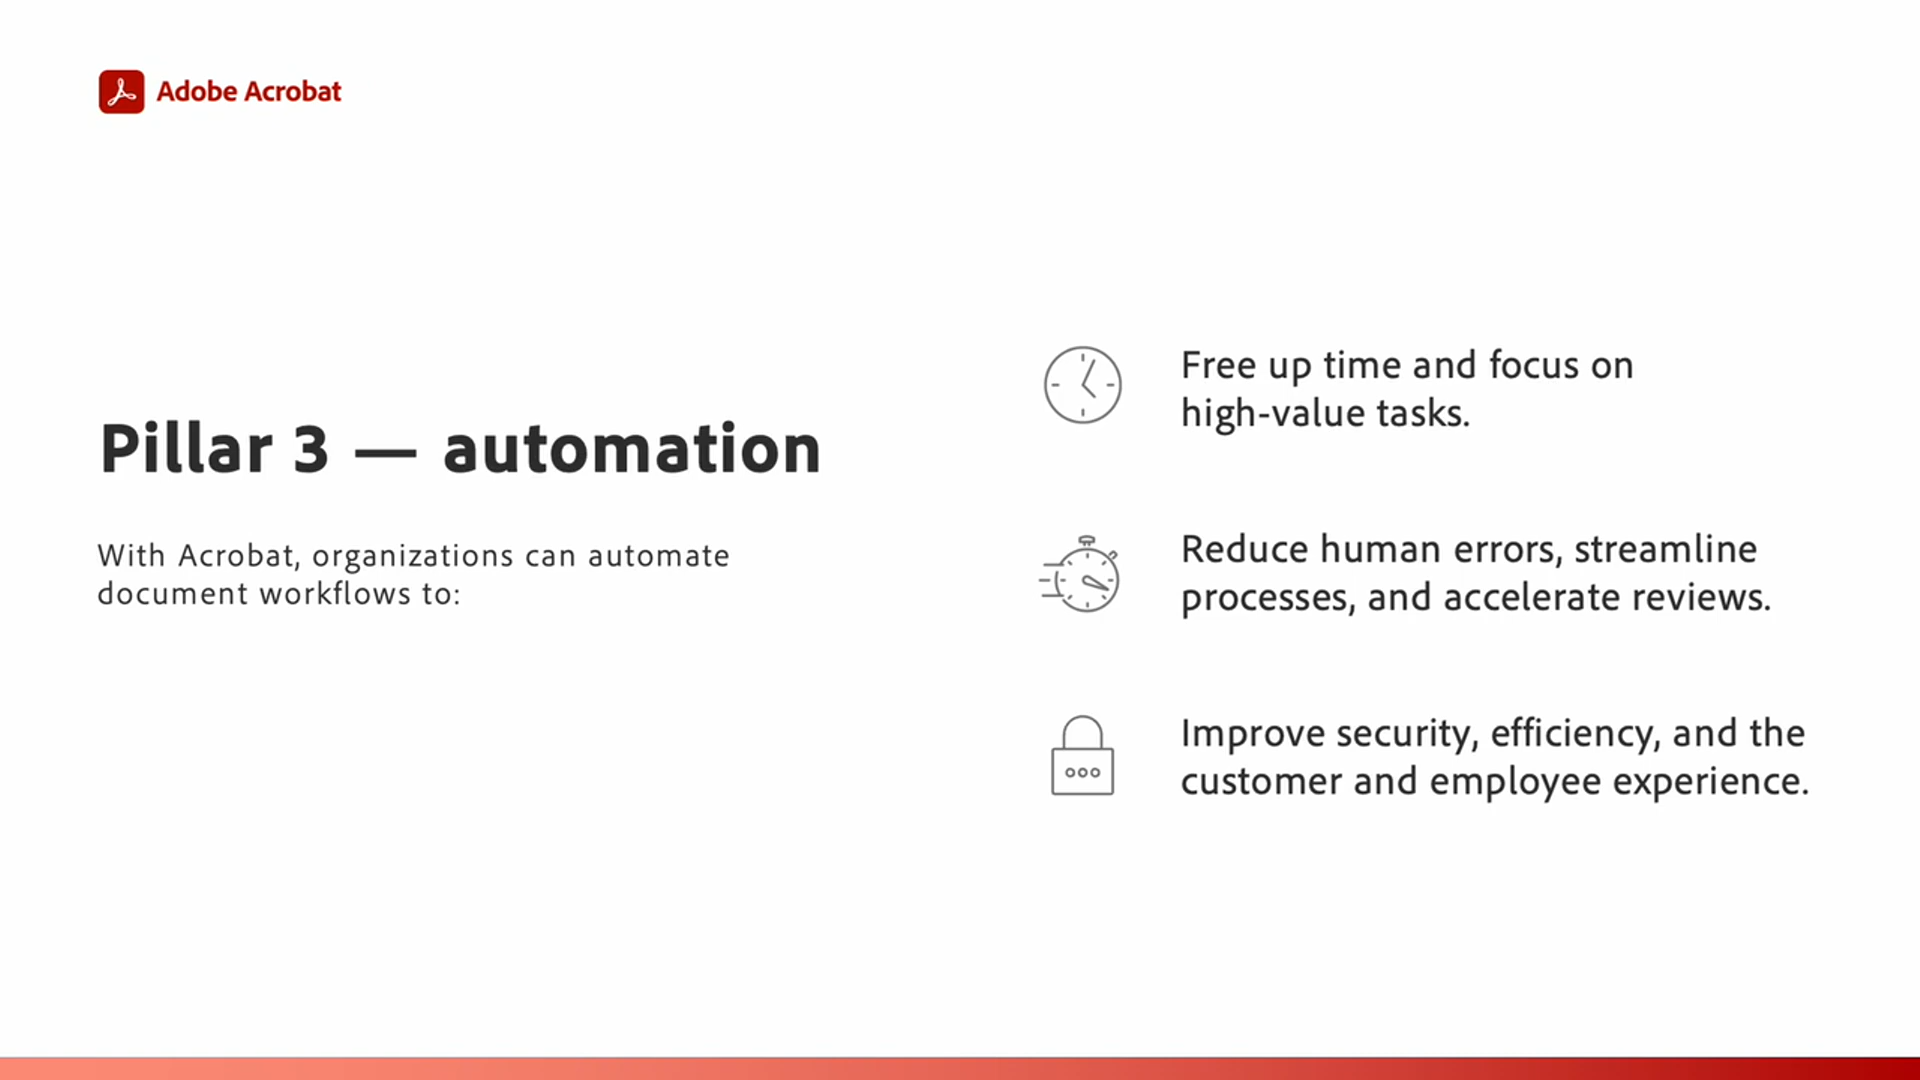 Adobe Acrobat
Pillar 3 — automation
With Acrobat, organizations can automate
document workflows to:
Free up time and focus on
high-value tasks.
Reduce human errors, streamline
processes, and accelerate reviews.
Improve security, efficiency, and the
customer and employee experience.